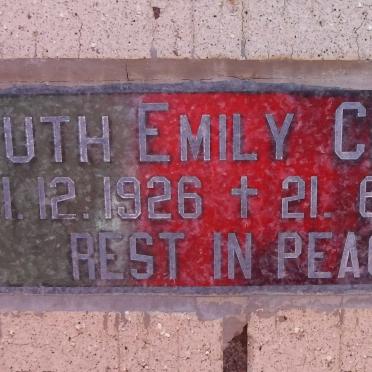 UTH EMILY C
1.12.1926 ✝ 21. 6
REST IN PEAC